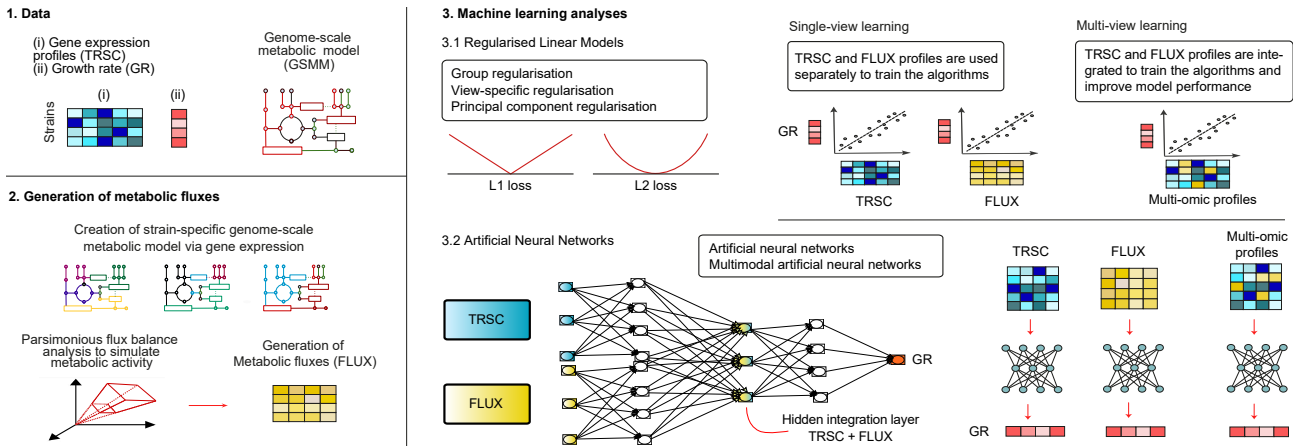 1. Data
(i) Gene expression
profiles (TRSC)
(ii) Growth rate (GR)
(i)
(ii)
Strains
Genome-scale
metabolic model
(GSMM)
2. Generation of metabolic fluxes
Creation of strain-specific genome-scale
metabolic model via gene expression
Parsimonious flux balance
analysis to simulate
metabolic activity
Generation of
Metabolic fluxes (FLUX)
3. Machine learning analyses
3.1 Regularised Linear Models
Group regularisation
View-specific regularisation
Principal component regularisation
L1 loss
L2 loss
Single-view learning
TRSC and FLUX profiles are used
separately to train the algorithms
GR
TRSC
FLUX
Multi-view learning
TRSC and FLUX profiles are inte-
grated to train the algorithms and
improve model performance
Multi-omic profiles
3.2 Artificial Neural Networks
Artificial neural networks
Multimodal artificial neural networks
TRSC
FLUX
GR
Hidden integration layer
TRSC + FLUX
TRSC
FLUX
Multi-omic
profiles
GR